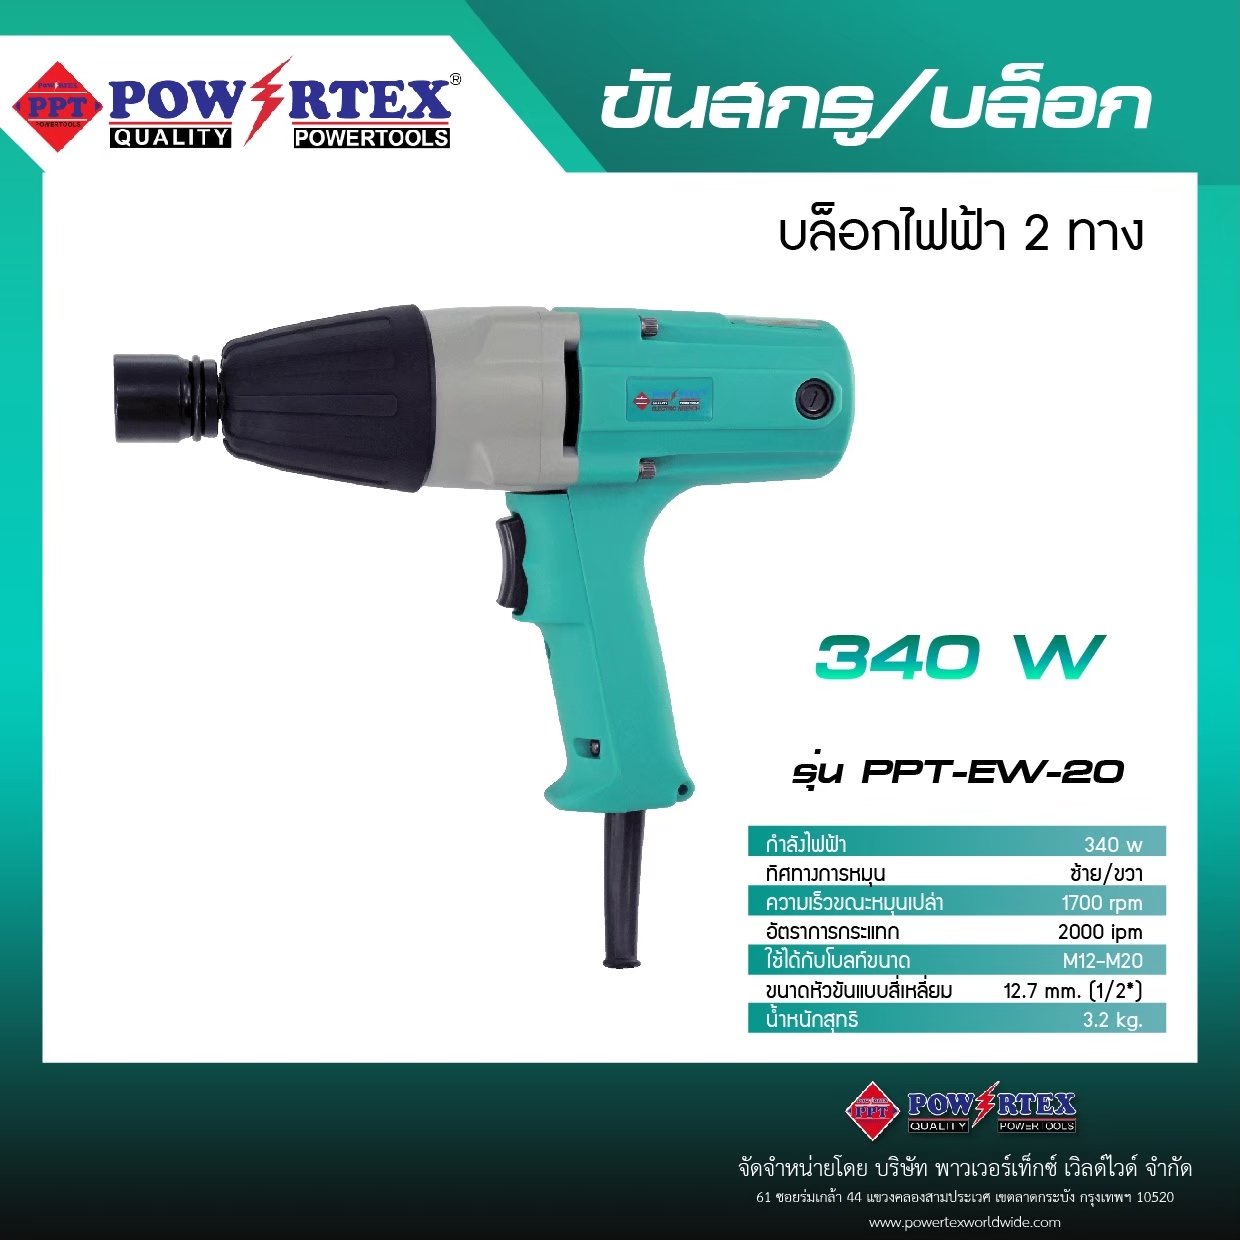 POWERTEX®
PPT
POWERTEX
POWERTOOLS
QUALITY POWERTOOLS
ขันสกรู/บล็อก
บล็อกไฟฟ้า 2 ทาง
POWERTEX
ELECTRIC WRENCH
340 W
รุ่น PPT-EW-20
กำลังไฟฟ้า 340 w
ทิศทางการหมุน ซ้าย/ขวา
ความเร็วขณะหมุนเปล่า 1700 rpm
อัตราการกระแทก 2000 ipm
ใช้ได้กับโบลท์ขนาด M12-M20
ขนาดหัวขันแบบสี่เหลี่ยม 12.7 mm. (1/2")
น้ำหนักสุทธิ 3.2 kg.
PPT POWERTEX
QUALITY POWERTOOLS
จัดจำหน่ายโดย บริษัท พาวเวอร์เท็กซ์ เวิลด์ไวด์ จำกัด
61 ซอยร่มเกล้า 44 แขวงคลองสามประเวศ เขตลาดกระบัง กรุงเทพฯ 10520
www.powertexworldwide.com